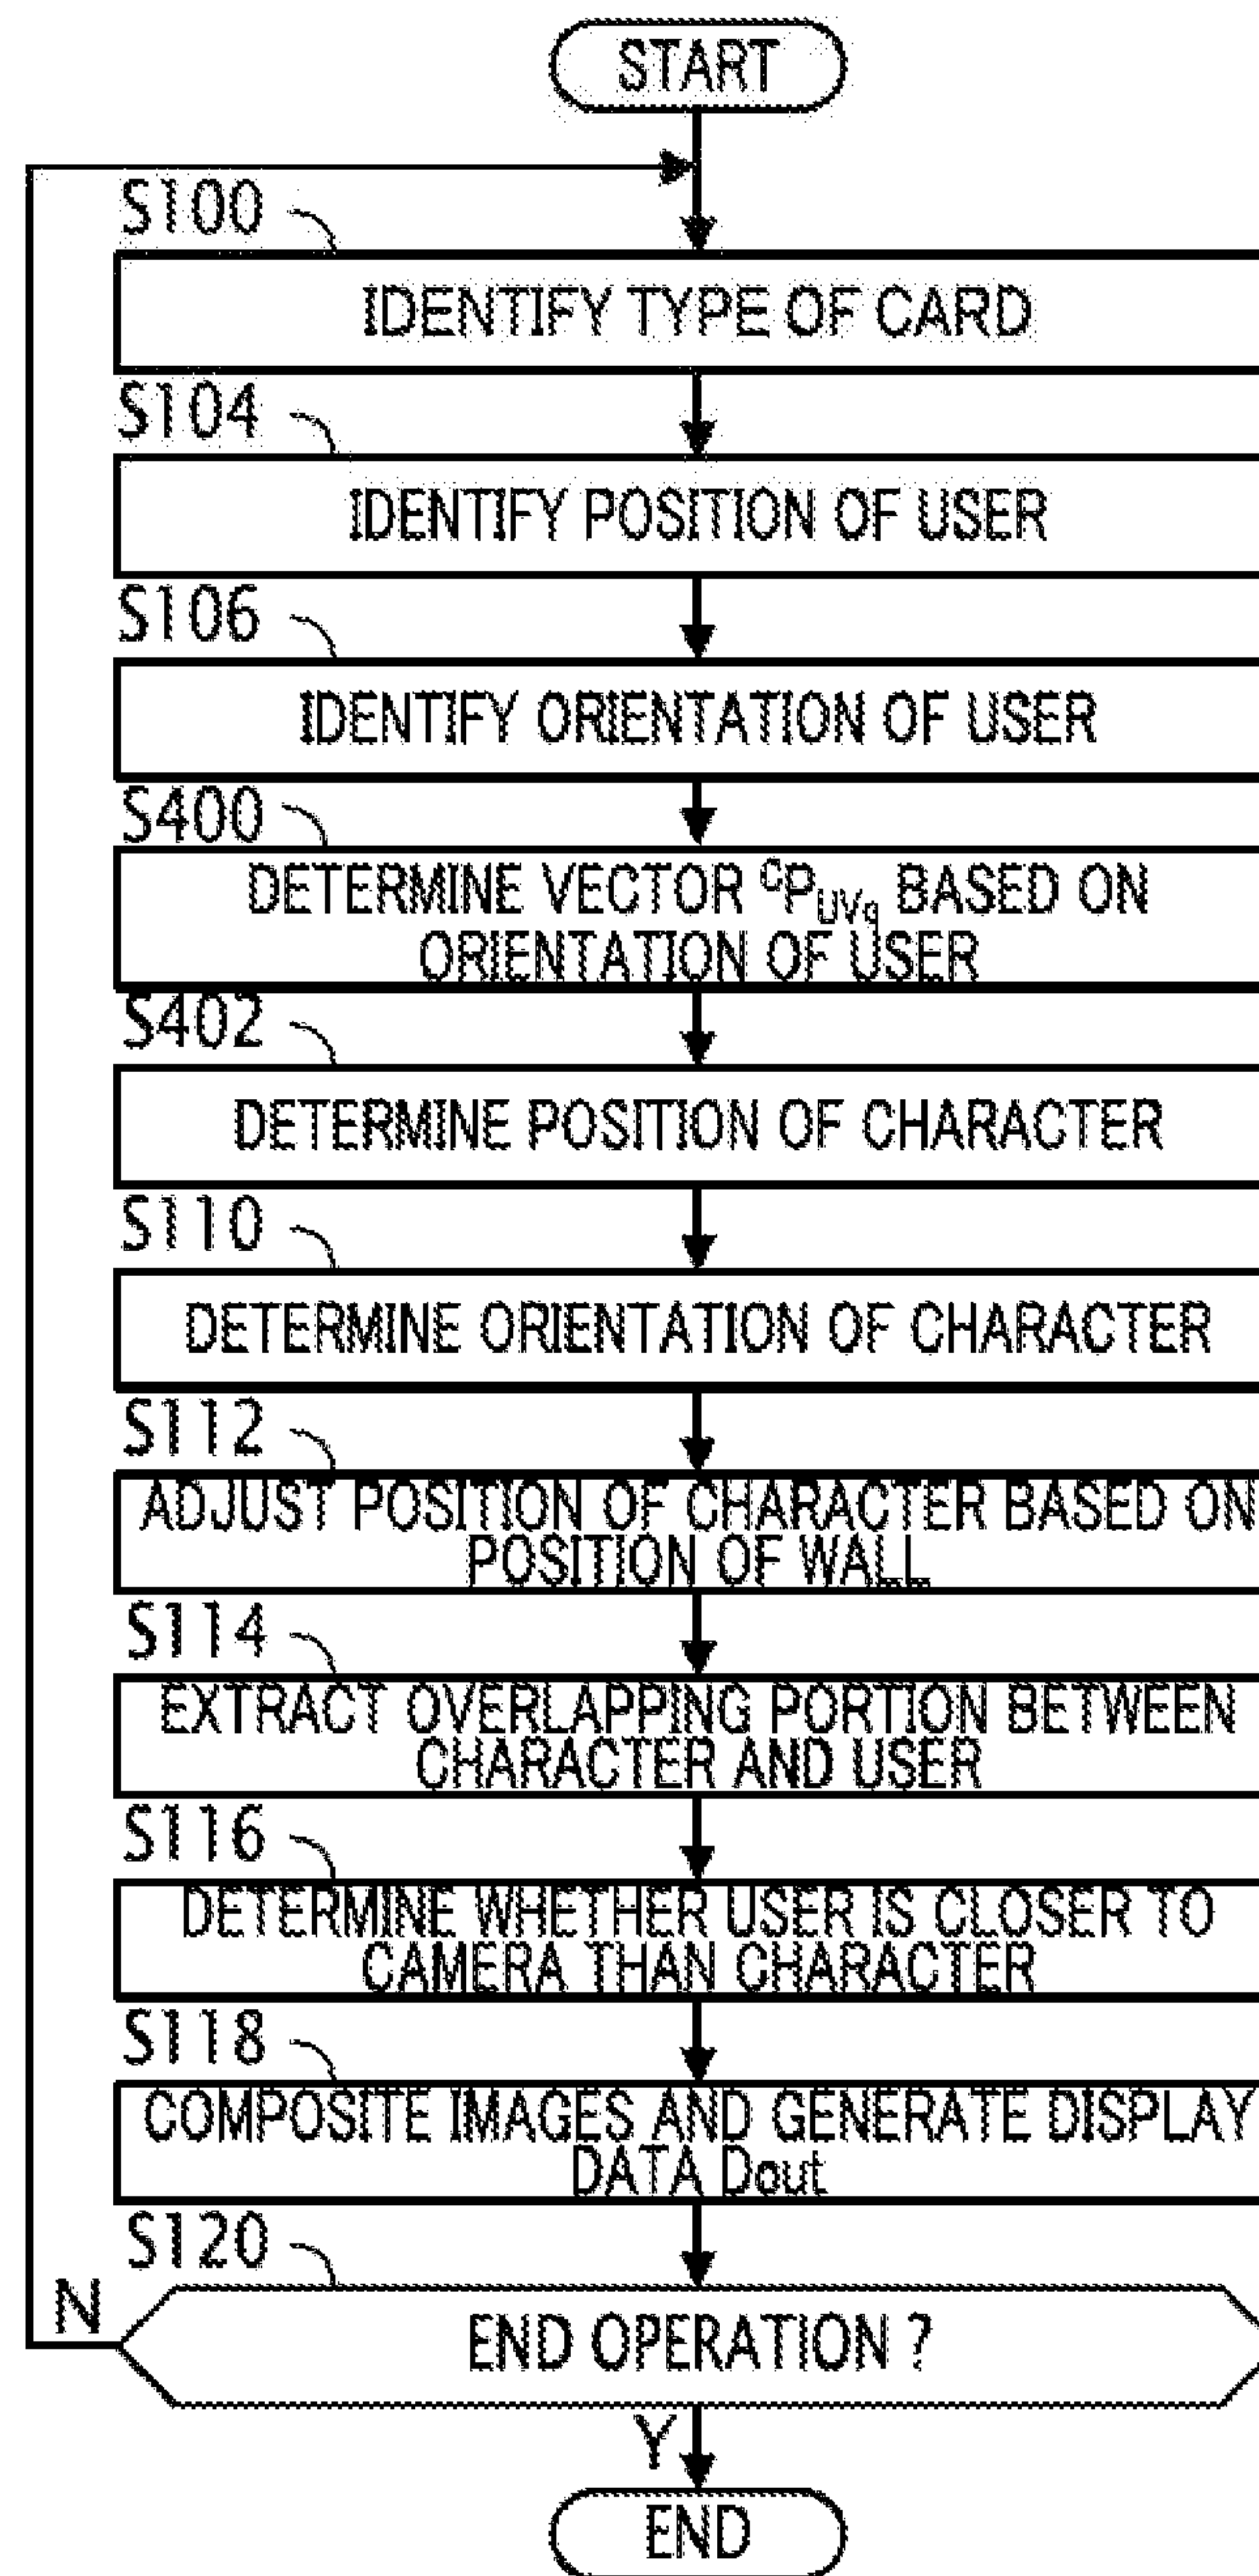 START
S100
IDENTIFY TYPE OF CARD
S104
IDENTIFY POSITION OF USER
S106
IDENTIFY ORIENTATION OF USER
S400
DETERMINE VECTOR ᶜP_UVq BASED ON
ORIENTATION OF USER
S402
DETERMINE POSITION OF CHARACTER
S110
DETERMINE ORIENTATION OF CHARACTER
S112
ADJUST POSITION OF CHARACTER BASED ON
POSITION OF WALL
S114
EXTRACT OVERLAPPING PORTION BETWEEN
CHARACTER AND USER
S116
DETERMINE WHETHER USER IS CLOSER TO
CAMERA THAN CHARACTER
S118
COMPOSITE IMAGES AND GENERATE DISPLAY
DATA Dout
S120
N
END OPERATION ?
Y
END